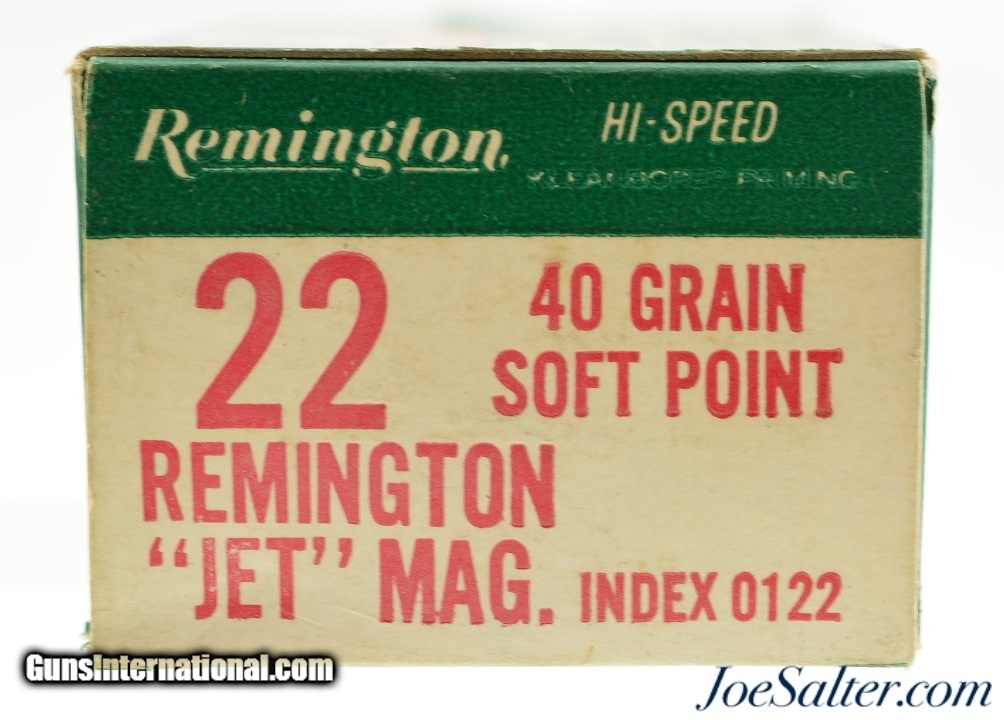 Remington.
HI-SPEED
KLEANBORE® PRIMING
22
40 GRAIN
SOFT POINT
REMINGTON
“JET” MAG.
INDEX 0122
GunsInternational.com
JoeSalter.com